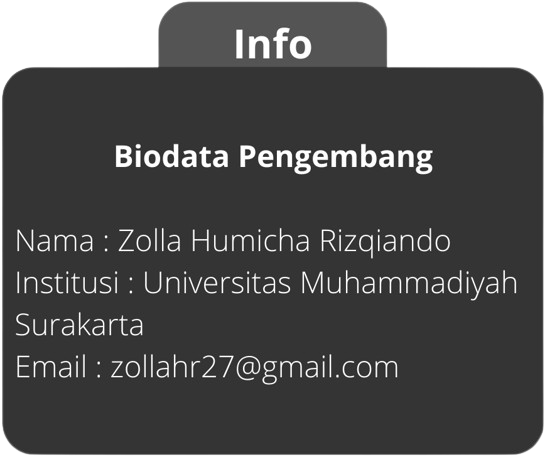 Info
Biodata Pengembang
Nama : Zolla Humicha Rizqiando
Institusi : Universitas Muhammadiyah
Surakarta
Email : zollahr27@gmail.com